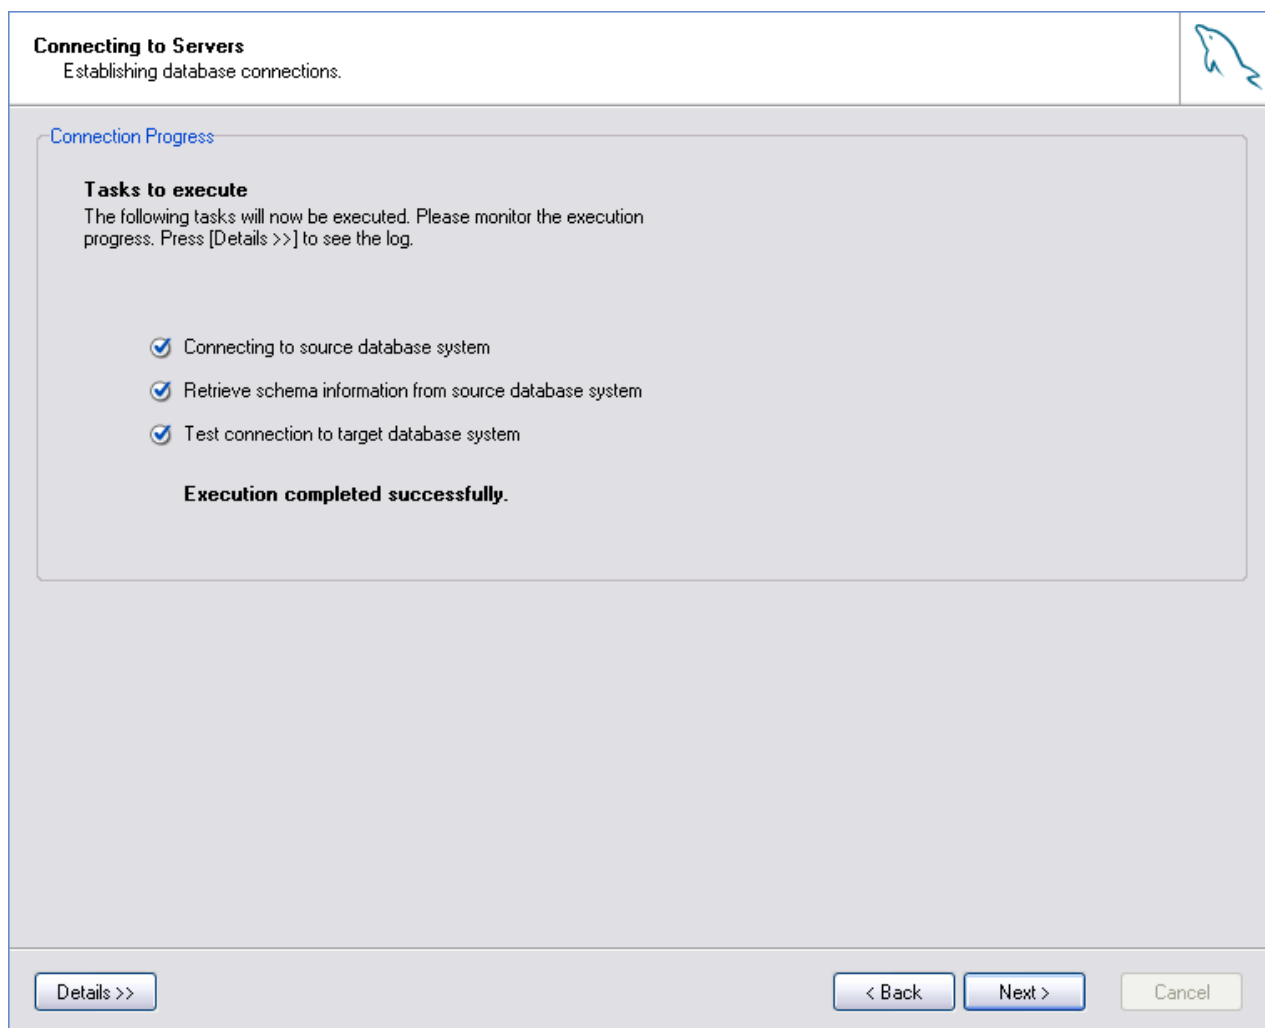 Connecting to Servers
Establishing database connections.
Connection Progress
Tasks to execute
The following tasks will now be executed. Please monitor the execution
progress. Press [Details >>] to see the log.
Connecting to source database system
Retrieve schema information from source database system
Test connection to target database system
Execution completed successfully.
Details >>
< Back
Next >
Cancel